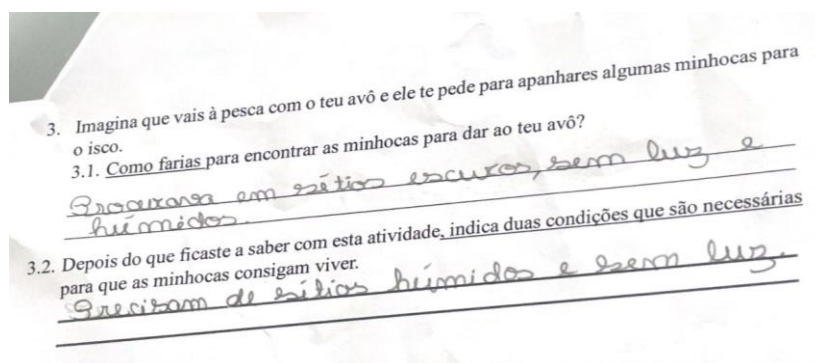 3. Imagina que vais à pesca com o teu avô e ele te pede para apanhares algumas minhocas para
o isco.
3.1. Como farias para encontrar as minhocas para dar ao teu avô?
Procurava em sítios escuros, sem luz e
húmidos.
3.2. Depois do que ficaste a saber com esta atividade, indica duas condições que são necessárias
para que as minhocas consigam viver.
Precisam de sítios húmidos e sem luz.